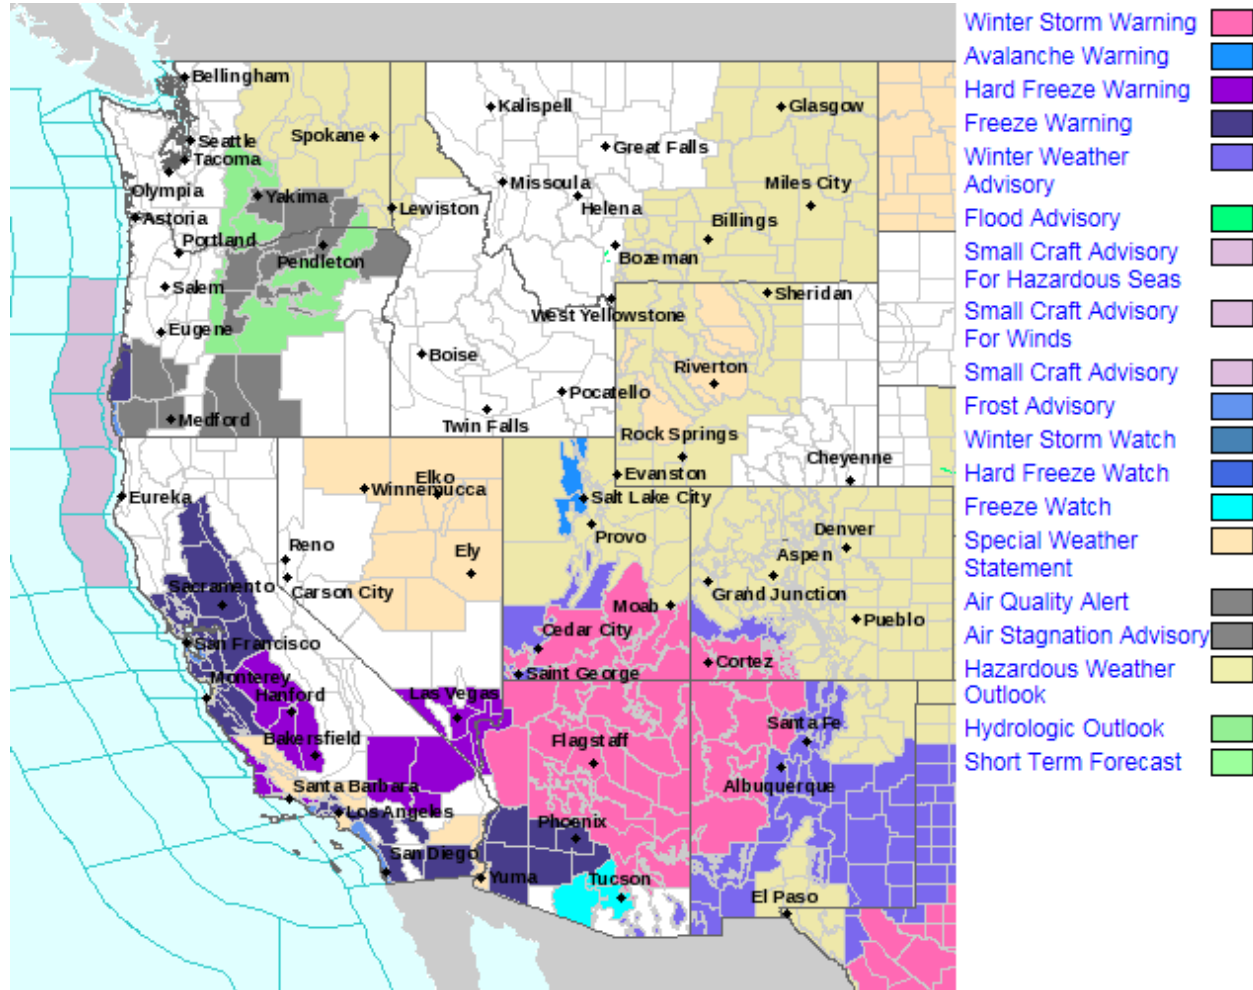 Bellingham
Seattle
Tacoma
Olympia
Astoria
Portland
Salem
Eugene
Medford
Spokane
Yakima
Pendleton
Lewiston
Kalispell
Great Falls
Missoula
Helena
Glasgow
Miles City
Billings
Bozeman
West Yellowstone
Sheridan
Boise
Pocatello
Twin Falls
Riverton
Rock Springs
Evanston
Cheyenne
Eureka
Elko
Winnemucca
Ely
Reno
Carson City
Salt Lake City
Provo
Moab
Cedar City
Saint George
Denver
Aspen
Grand Junction
Pueblo
Cortez
Sacramento
San Francisco
Monterey
Hanford
Bakersfield
Santa Barbara
Los Angeles
San Diego
Las Vegas
Flagstaff
Phoenix
Yuma
Tucson
Santa Fe
Albuquerque
El Paso
Winter Storm Warning
Avalanche Warning
Hard Freeze Warning
Freeze Warning
Winter Weather
Advisory
Flood Advisory
Small Craft Advisory
For Hazardous Seas
Small Craft Advisory
For Winds
Small Craft Advisory
Frost Advisory
Winter Storm Watch
Hard Freeze Watch
Freeze Watch
Special Weather
Statement
Air Quality Alert
Air Stagnation Advisory
Hazardous Weather
Outlook
Hydrologic Outlook
Short Term Forecast